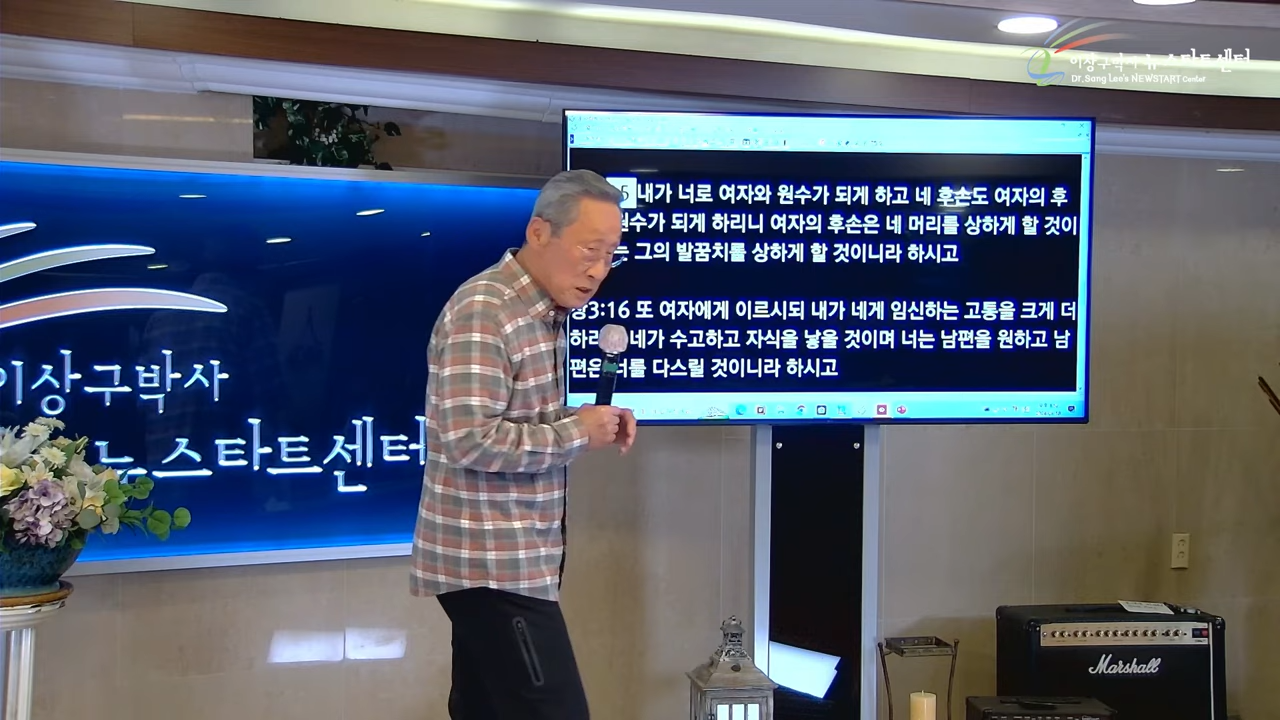 이상구박사 뉴스타트센터
Dr. Sang Lee's NEWSTART Center
5 내가 너로 여자와 원수가 되게 하고 네 후손도 여자의 후
원수가 되게 하리니 여자의 후손은 네 머리를 상하게 할 것이
는 그의 발꿈치를 상하게 할 것이니라 하시고
창3:16 또 여자에게 이르시되 내가 네게 임신하는 고통을 크게 더
하리 네가 수고하고 자식을 낳을 것이며 너는 남편을 원하고 남
편은 너를 다스릴 것이니라 하시고
이상구박사
뉴스타트센터
Marshall